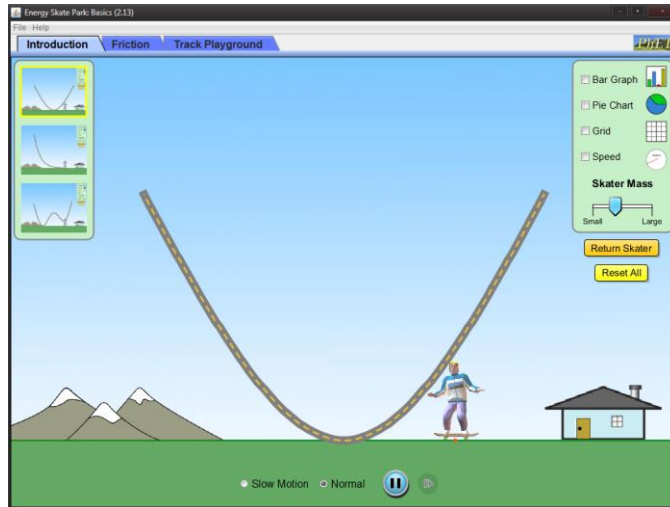 Energy Skate Park: Basics (2.13)
File Help
Introduction Friction Track Playground
PhET
Bar Graph
Pie Chart
Grid
Speed
Skater Mass
Small Large
Return Skater
Reset All
Slow Motion Normal